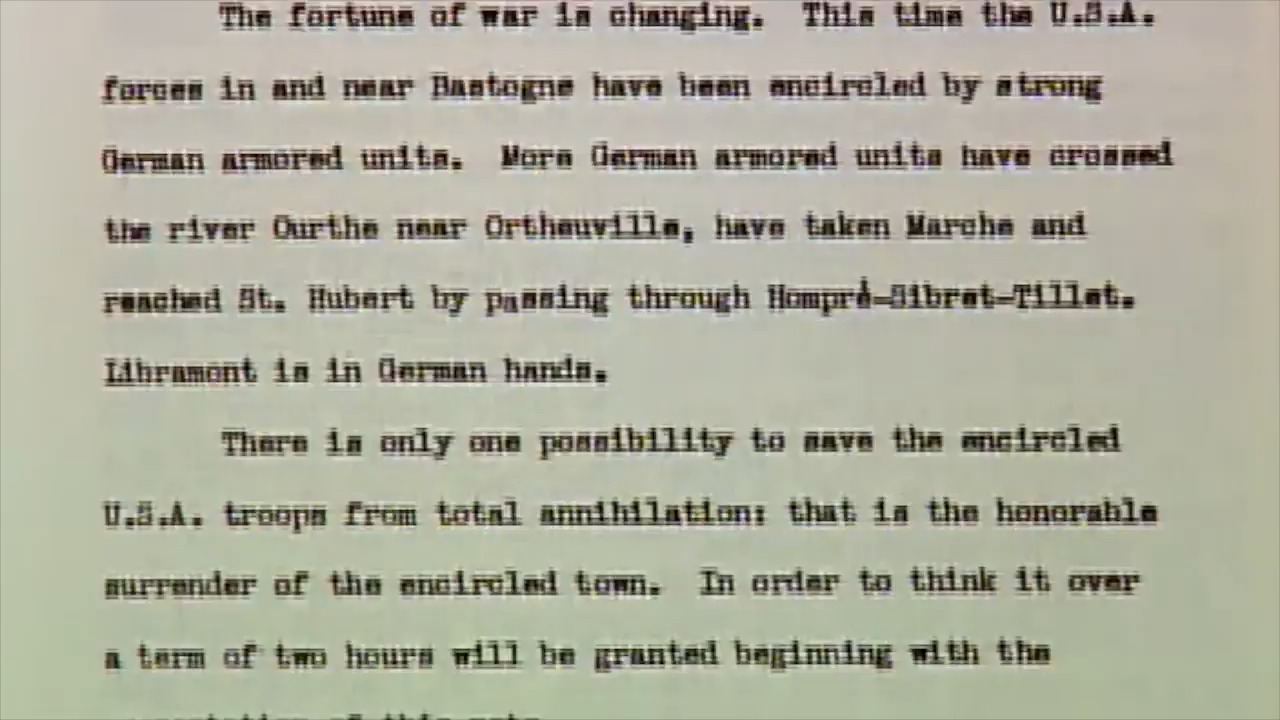 The fortune of war is changing. This time the U.S.A.
forces in and near Bastogne have been encircled by strong
German armored units. More German armored units have crossed
the river Ourthe near Ortheuville, have taken Marche and
reached St. Hubert by passing through Hompré-Sibret-Tillet.
Libramont is in German hands.
There is only one possibility to save the encircled
U.S.A. troops from total annihilation: that is the honorable
surrender of the encircled town. In order to think it over
a term of two hours will be granted beginning with the
of this note